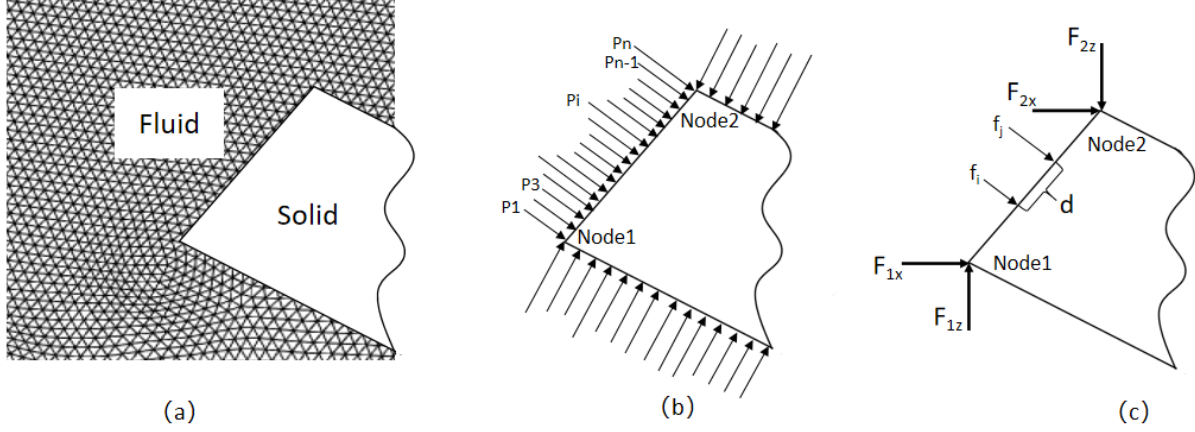 Fluid
Solid
(a)
Pn
Pn-1
Pi
P3
P1
Node2
Node1
(b)
F2z
F2x
fj
fi
d
Node2
Node1
F1x
F1z
(c)